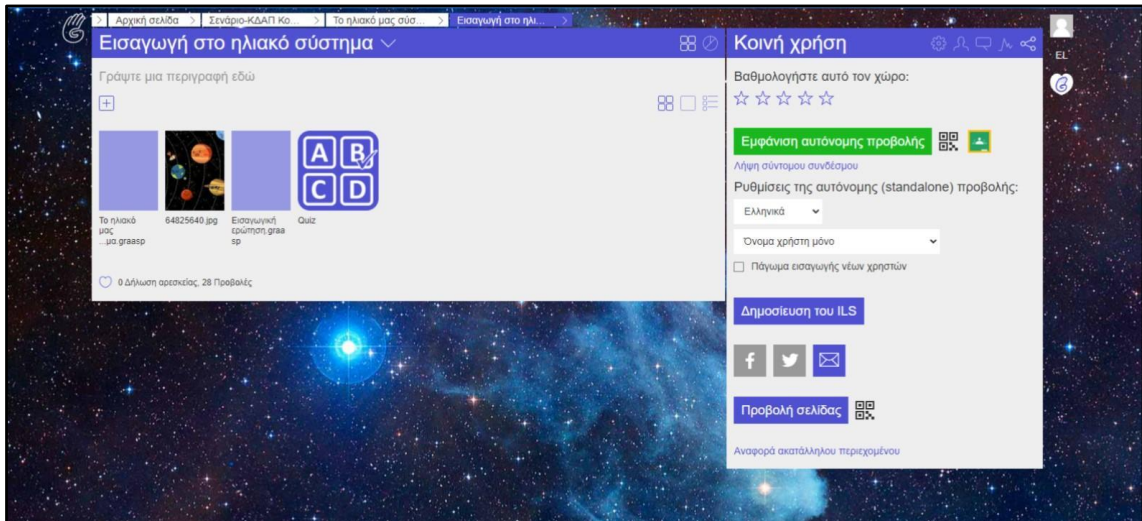 Αρχική σελίδα > Σενάριο-ΚΔΑΠ Κο... > Το ηλιακό μας σύσ... > Εισαγωγή στο ηλι... >
Εισαγωγή στο ηλιακό σύστημα
Γράψτε μια περιγραφή εδώ
A B
C D
Το ηλιακό
μας
...μα.graasp
64825640.jpg
Εισαγωγική
ερώτηση.graa
sp
Quiz
0 Δήλωση αρεσκείας, 28 Προβολές
Κοινή χρήση
Βαθμολογήστε αυτό τον χώρο:
Εμφάνιση αυτόνομης προβολής
Λήψη σύντομου συνδέσμου
Ρυθμίσεις της αυτόνομης (standalone) προβολής:
Ελληνικά
Όνομα χρήστη μόνο
Πάγωμα εισαγωγής νέων χρηστών
Δημοσίευση του ILS
Προβολή σελίδας
Αναφορά ακατάλληλου περιεχομένου
EL